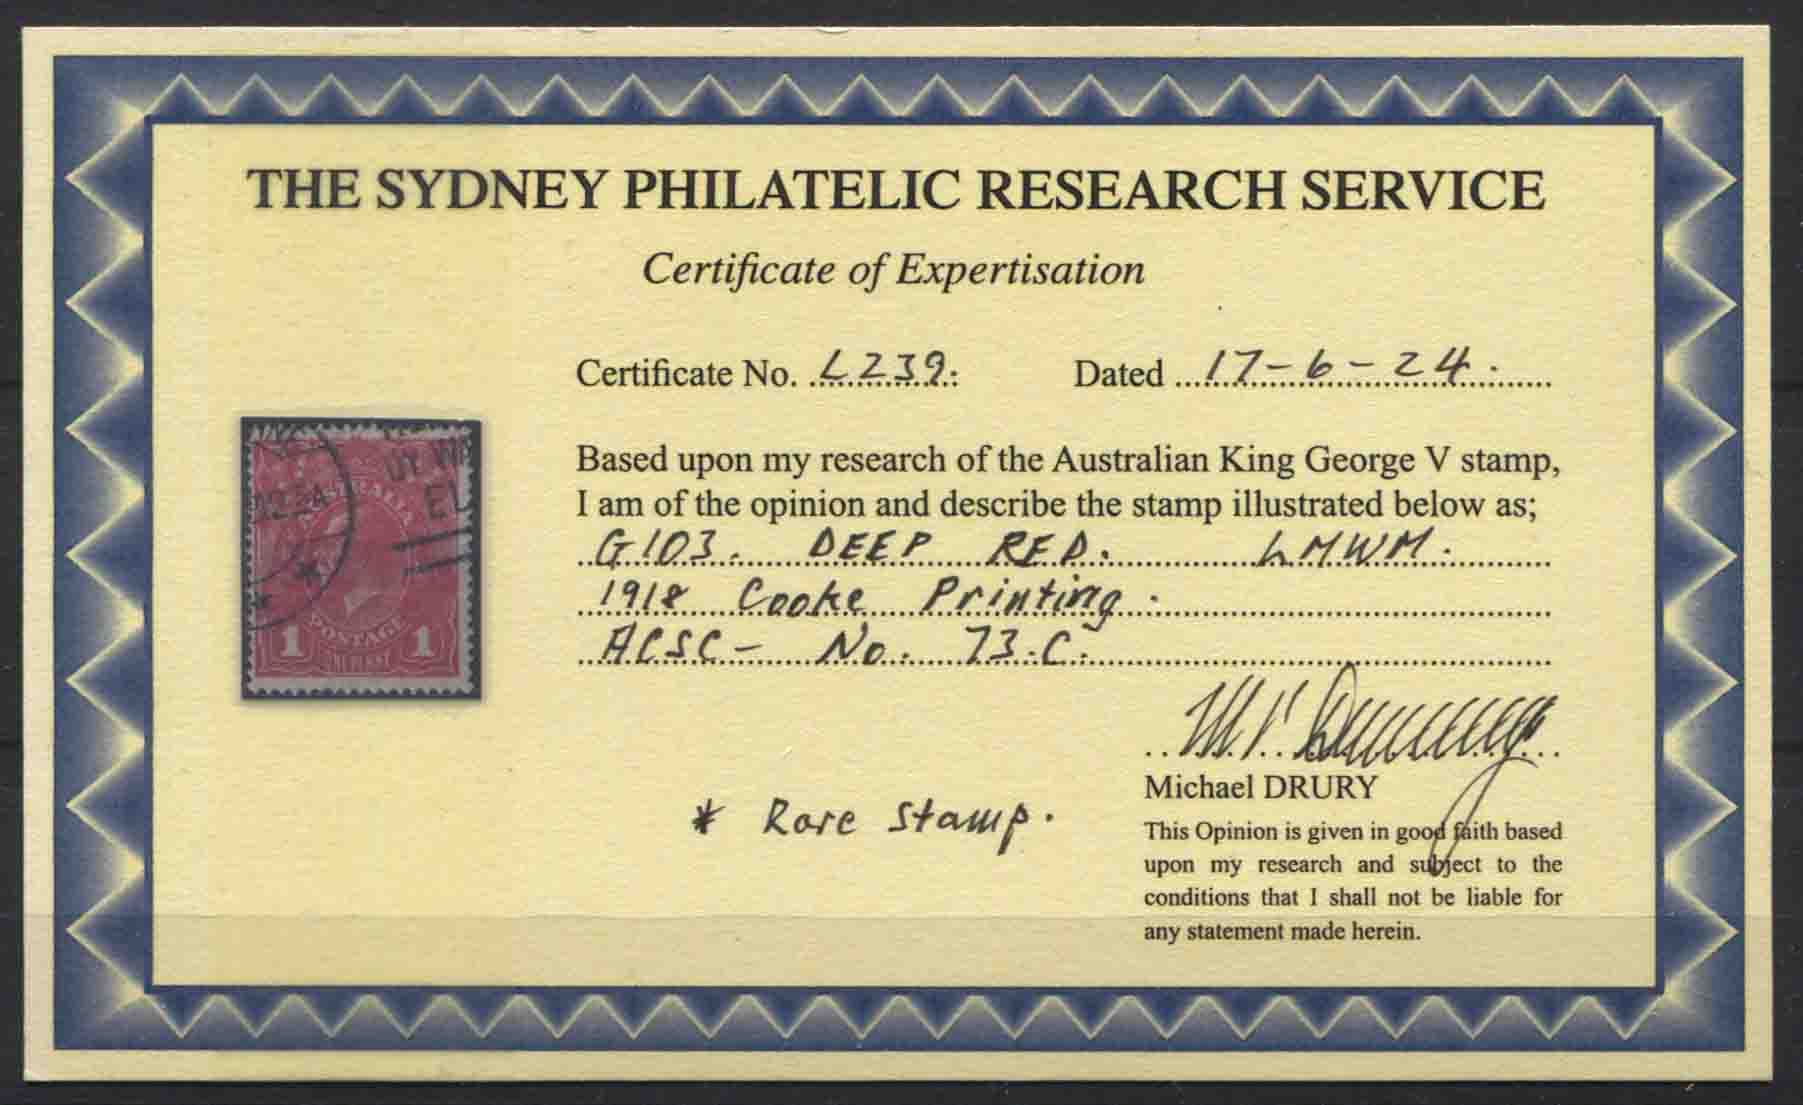 THE SYDNEY PHILATELIC RESEARCH SERVICE
Certificate of Expertisation
Certificate No. L239. Dated 17-6-24.
Based upon my research of the Australian King George V stamp,
I am of the opinion and describe the stamp illustrated below as;
G103. DEEP RED. LMWM.
1918 Cooke Printing.
ACSC- No. 73.C.
Michael DRURY
* Rare Stamp.
This Opinion is given in good faith based
upon my research and subject to the
conditions that I shall not be liable for
any statement made herein.
AUSTRALIA
POSTAGE
1 1